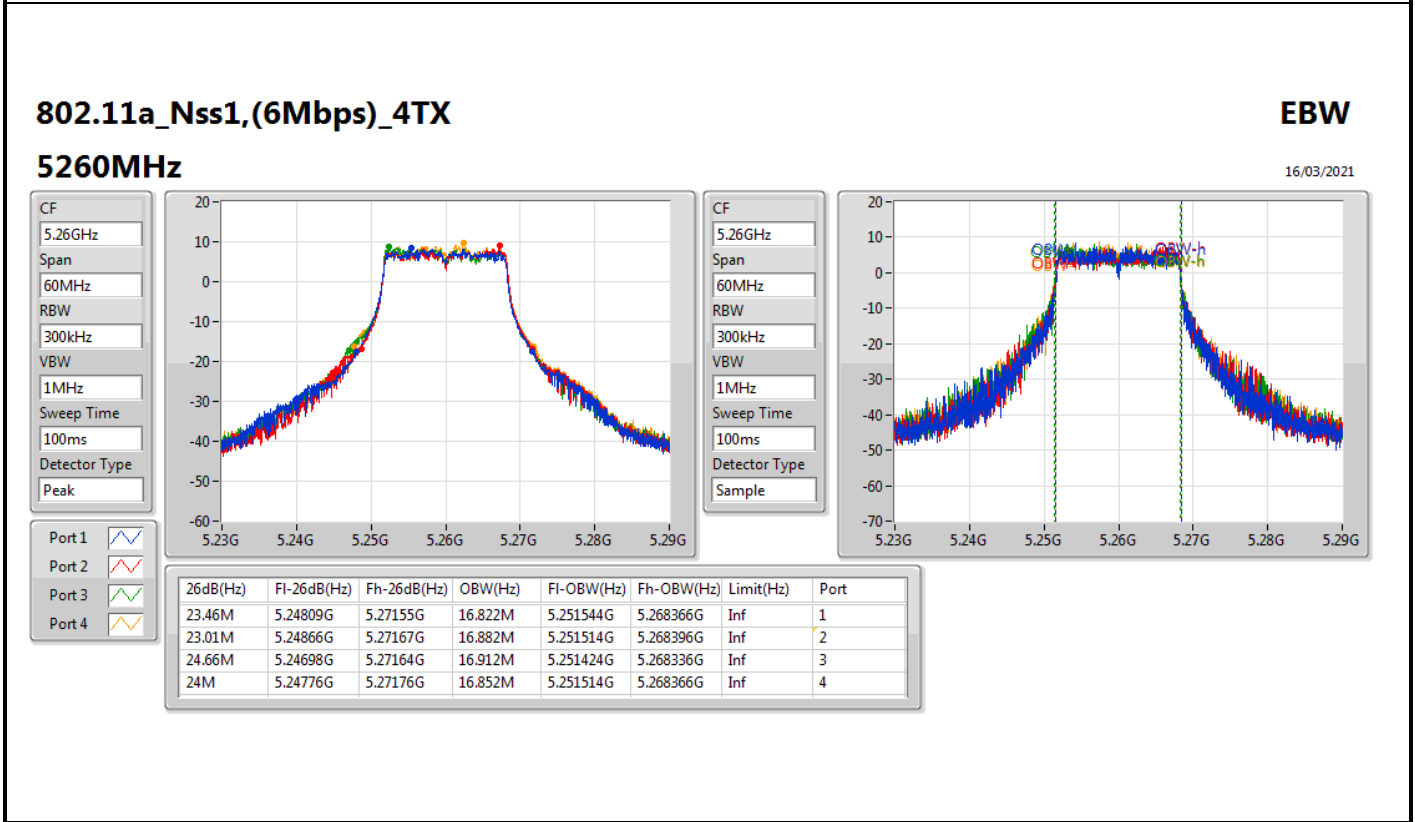 802.11a_Nss1,(6Mbps)_4TX
EBW
5260MHz
16/03/2021
CF
5.26GHz
Span
60MHz
RBW
300kHz
VBW
1MHz
Sweep Time
100ms
Detector Type
Peak
20
10
0
-10
-20
-30
-40
-50
-60
5.23G 5.24G 5.25G 5.26G 5.27G 5.28G 5.29G
CF
5.26GHz
Span
60MHz
RBW
300kHz
VBW
1MHz
Sweep Time
100ms
Detector Type
Sample
20
10
0
-10
-20
-30
-40
-50
-60
-70
OBW-h
OBW-h
5.23G 5.24G 5.25G 5.26G 5.27G 5.28G 5.29G
Port 1
Port 2
Port 3
Port 4
26dB(Hz) Fl-26dB(Hz) Fh-26dB(Hz) OBW(Hz) Fl-OBW(Hz) Fh-OBW(Hz) Limit(Hz) Port
23.46M 5.24809G 5.27155G 16.822M 5.251544G 5.268366G Inf 1
23.01M 5.24866G 5.27167G 16.882M 5.251514G 5.268396G Inf 2
24.66M 5.24698G 5.27164G 16.912M 5.251424G 5.268336G Inf 3
24M 5.24776G 5.27176G 16.852M 5.251514G 5.268366G Inf 4